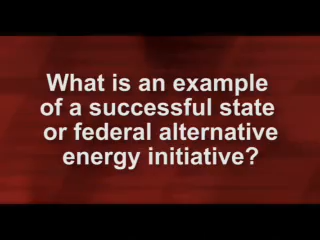 What is an example
of a successful state
or federal alternative
energy initiative?